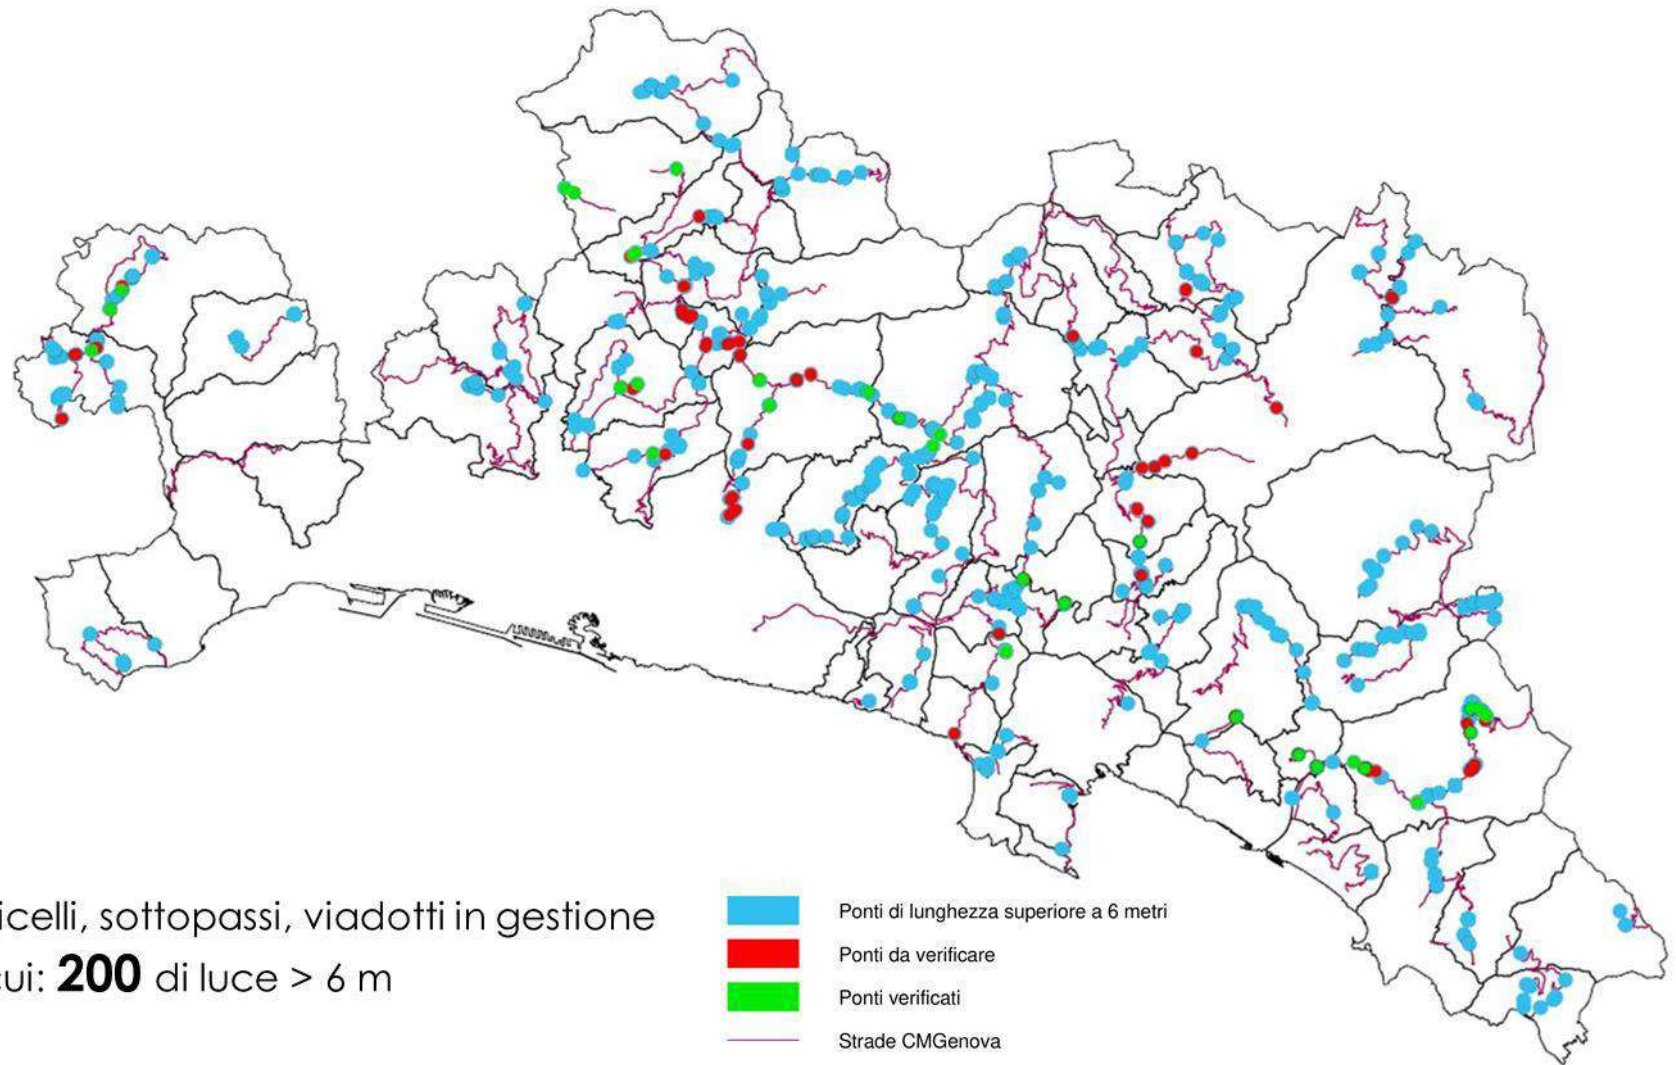 icelli, sottopassi, viadotti in gestione
cui: 200 di luce > 6 m
Ponti di lunghezza superiore a 6 metri
Ponti da verificare
Ponti verificati
Strade CMGenova